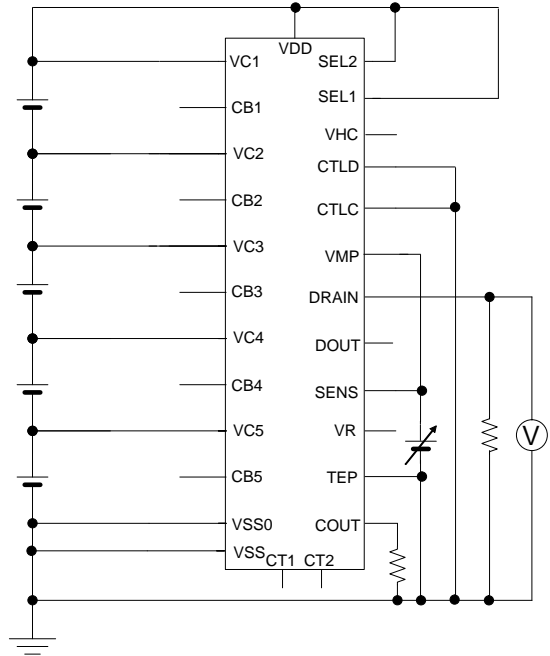 VDD
VC1
CB1
VC2
CB2
VC3
CB3
VC4
CB4
VC5
CB5
VSS0
VSS
CT1 CT2
SEL2
SEL1
VHC
CTLD
CTLC
VMP
DRAIN
DOUT
SENS
VR
TEP
COUT
V